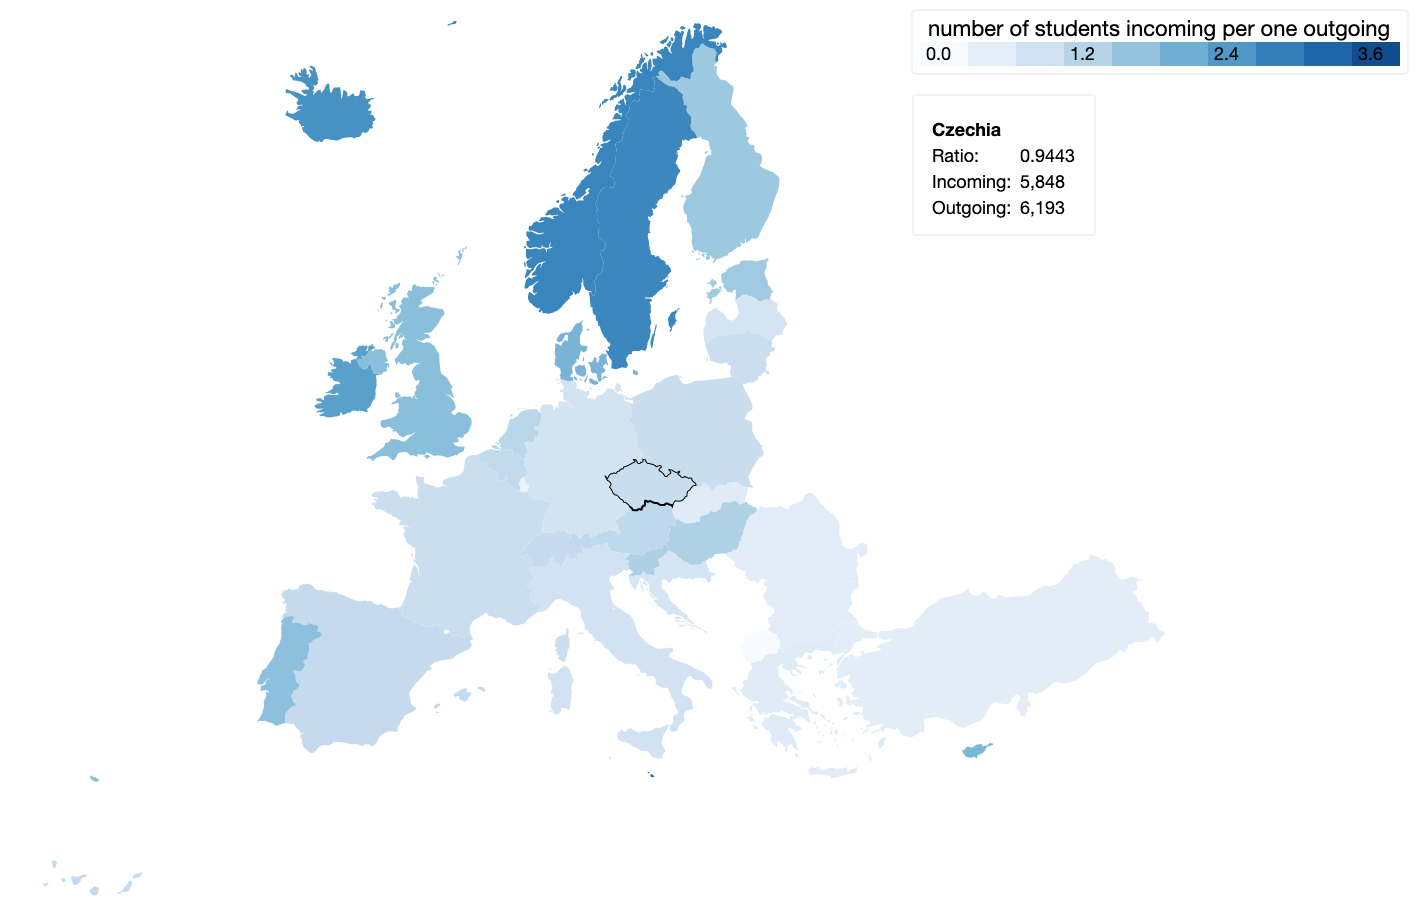 number of students incoming per one outgoing
0.0 1.2 2.4 3.6
Czechia
Ratio: 0.9443
Incoming: 5,848
Outgoing: 6,193